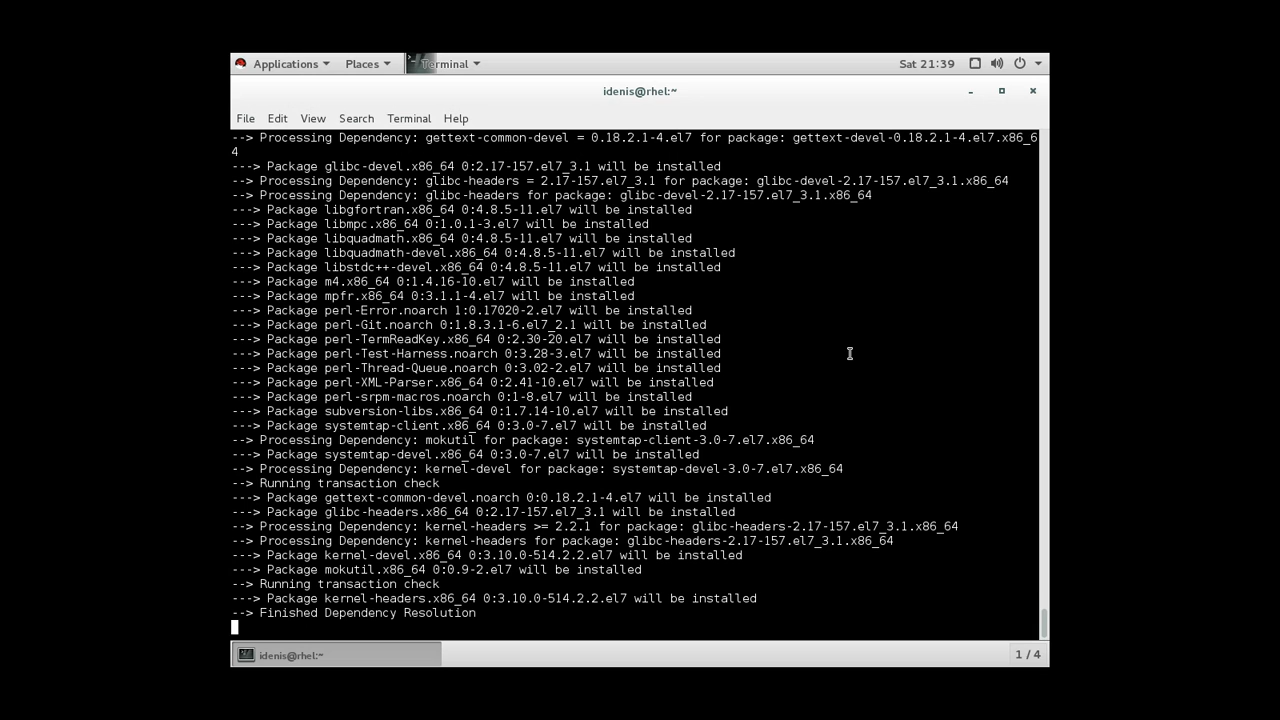 Applications Places Terminal Sat 21:39
idenis@rhel:~
File Edit View Search Terminal Help
--> Processing Dependency: gettext-common-devel = 0.18.2.1-4.el7 for package: gettext-devel-0.18.2.1-4.el7.x86_6
4
---> Package glibc-devel.x86_64 0:2.17-157.el7_3.1 will be installed
--> Processing Dependency: glibc-headers = 2.17-157.el7_3.1 for package: glibc-devel-2.17-157.el7_3.1.x86_64
--> Processing Dependency: glibc-headers for package: glibc-devel-2.17-157.el7_3.1.x86_64
---> Package libgfortran.x86_64 0:4.8.5-11.el7 will be installed
---> Package libmpc.x86_64 0:1.0.1-3.el7 will be installed
---> Package libquadmath.x86_64 0:4.8.5-11.el7 will be installed
---> Package libquadmath-devel.x86_64 0:4.8.5-11.el7 will be installed
---> Package libstdc++-devel.x86_64 0:4.8.5-11.el7 will be installed
---> Package m4.x86_64 0:1.4.16-10.el7 will be installed
---> Package mpfr.x86_64 0:3.1.1-4.el7 will be installed
---> Package perl-Error.noarch 1:0.17020-2.el7 will be installed
---> Package perl-Git.noarch 0:1.8.3.1-6.el7_2.1 will be installed
---> Package perl-TermReadKey.x86_64 0:2.30-20.el7 will be installed
---> Package perl-Test-Harness.noarch 0:3.28-3.el7 will be installed
---> Package perl-Thread-Queue.noarch 0:3.02-2.el7 will be installed
---> Package perl-XML-Parser.x86_64 0:2.41-10.el7 will be installed
---> Package perl-srpm-macros.noarch 0:1-8.el7 will be installed
---> Package subversion-libs.x86_64 0:1.7.14-10.el7 will be installed
---> Package systemtap-client.x86_64 0:3.0-7.el7 will be installed
--> Processing Dependency: mokutil for package: systemtap-client-3.0-7.el7.x86_64
---> Package systemtap-devel.x86_64 0:3.0-7.el7 will be installed
--> Processing Dependency: kernel-devel for package: systemtap-devel-3.0-7.el7.x86_64
--> Running transaction check
---> Package gettext-common-devel.noarch 0:0.18.2.1-4.el7 will be installed
---> Package glibc-headers.x86_64 0:2.17-157.el7_3.1 will be installed
--> Processing Dependency: kernel-headers >= 2.2.1 for package: glibc-headers-2.17-157.el7_3.1.x86_64
--> Processing Dependency: kernel-headers for package: glibc-headers-2.17-157.el7_3.1.x86_64
---> Package kernel-devel.x86_64 0:3.10.0-514.2.2.el7 will be installed
---> Package mokutil.x86_64 0:0.9-2.el7 will be installed
--> Running transaction check
---> Package kernel-headers.x86_64 0:3.10.0-514.2.2.el7 will be installed
--> Finished Dependency Resolution
idenis@rhel:~ 1 / 4